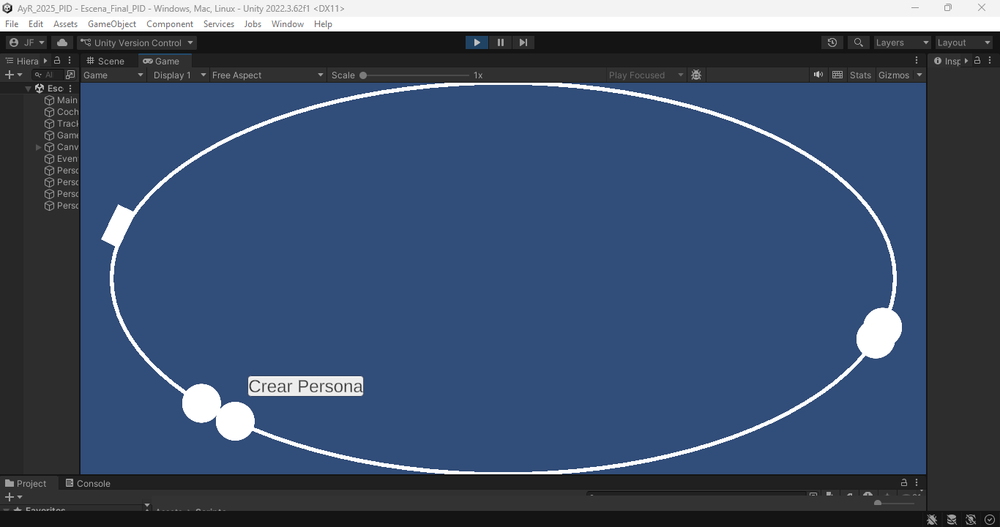 AyR_2025_PID - Escena_Final_PID - Windows, Mac, Linux - Unity 2022.3.62f1 <DX11>
File Edit Assets GameObject Component Services Jobs Window Help
JF Unity Version Control Layers Layout
Hiera Scene Game Insp
All Game Display 1 Free Aspect Scale 1x Play Focused Stats Gizmos
Esc
Main
Coch
Track
Game
Canv
Even
Perso
Perso
Perso
Perso
Crear Persona
Project Console
Favorites Assets > Scripts